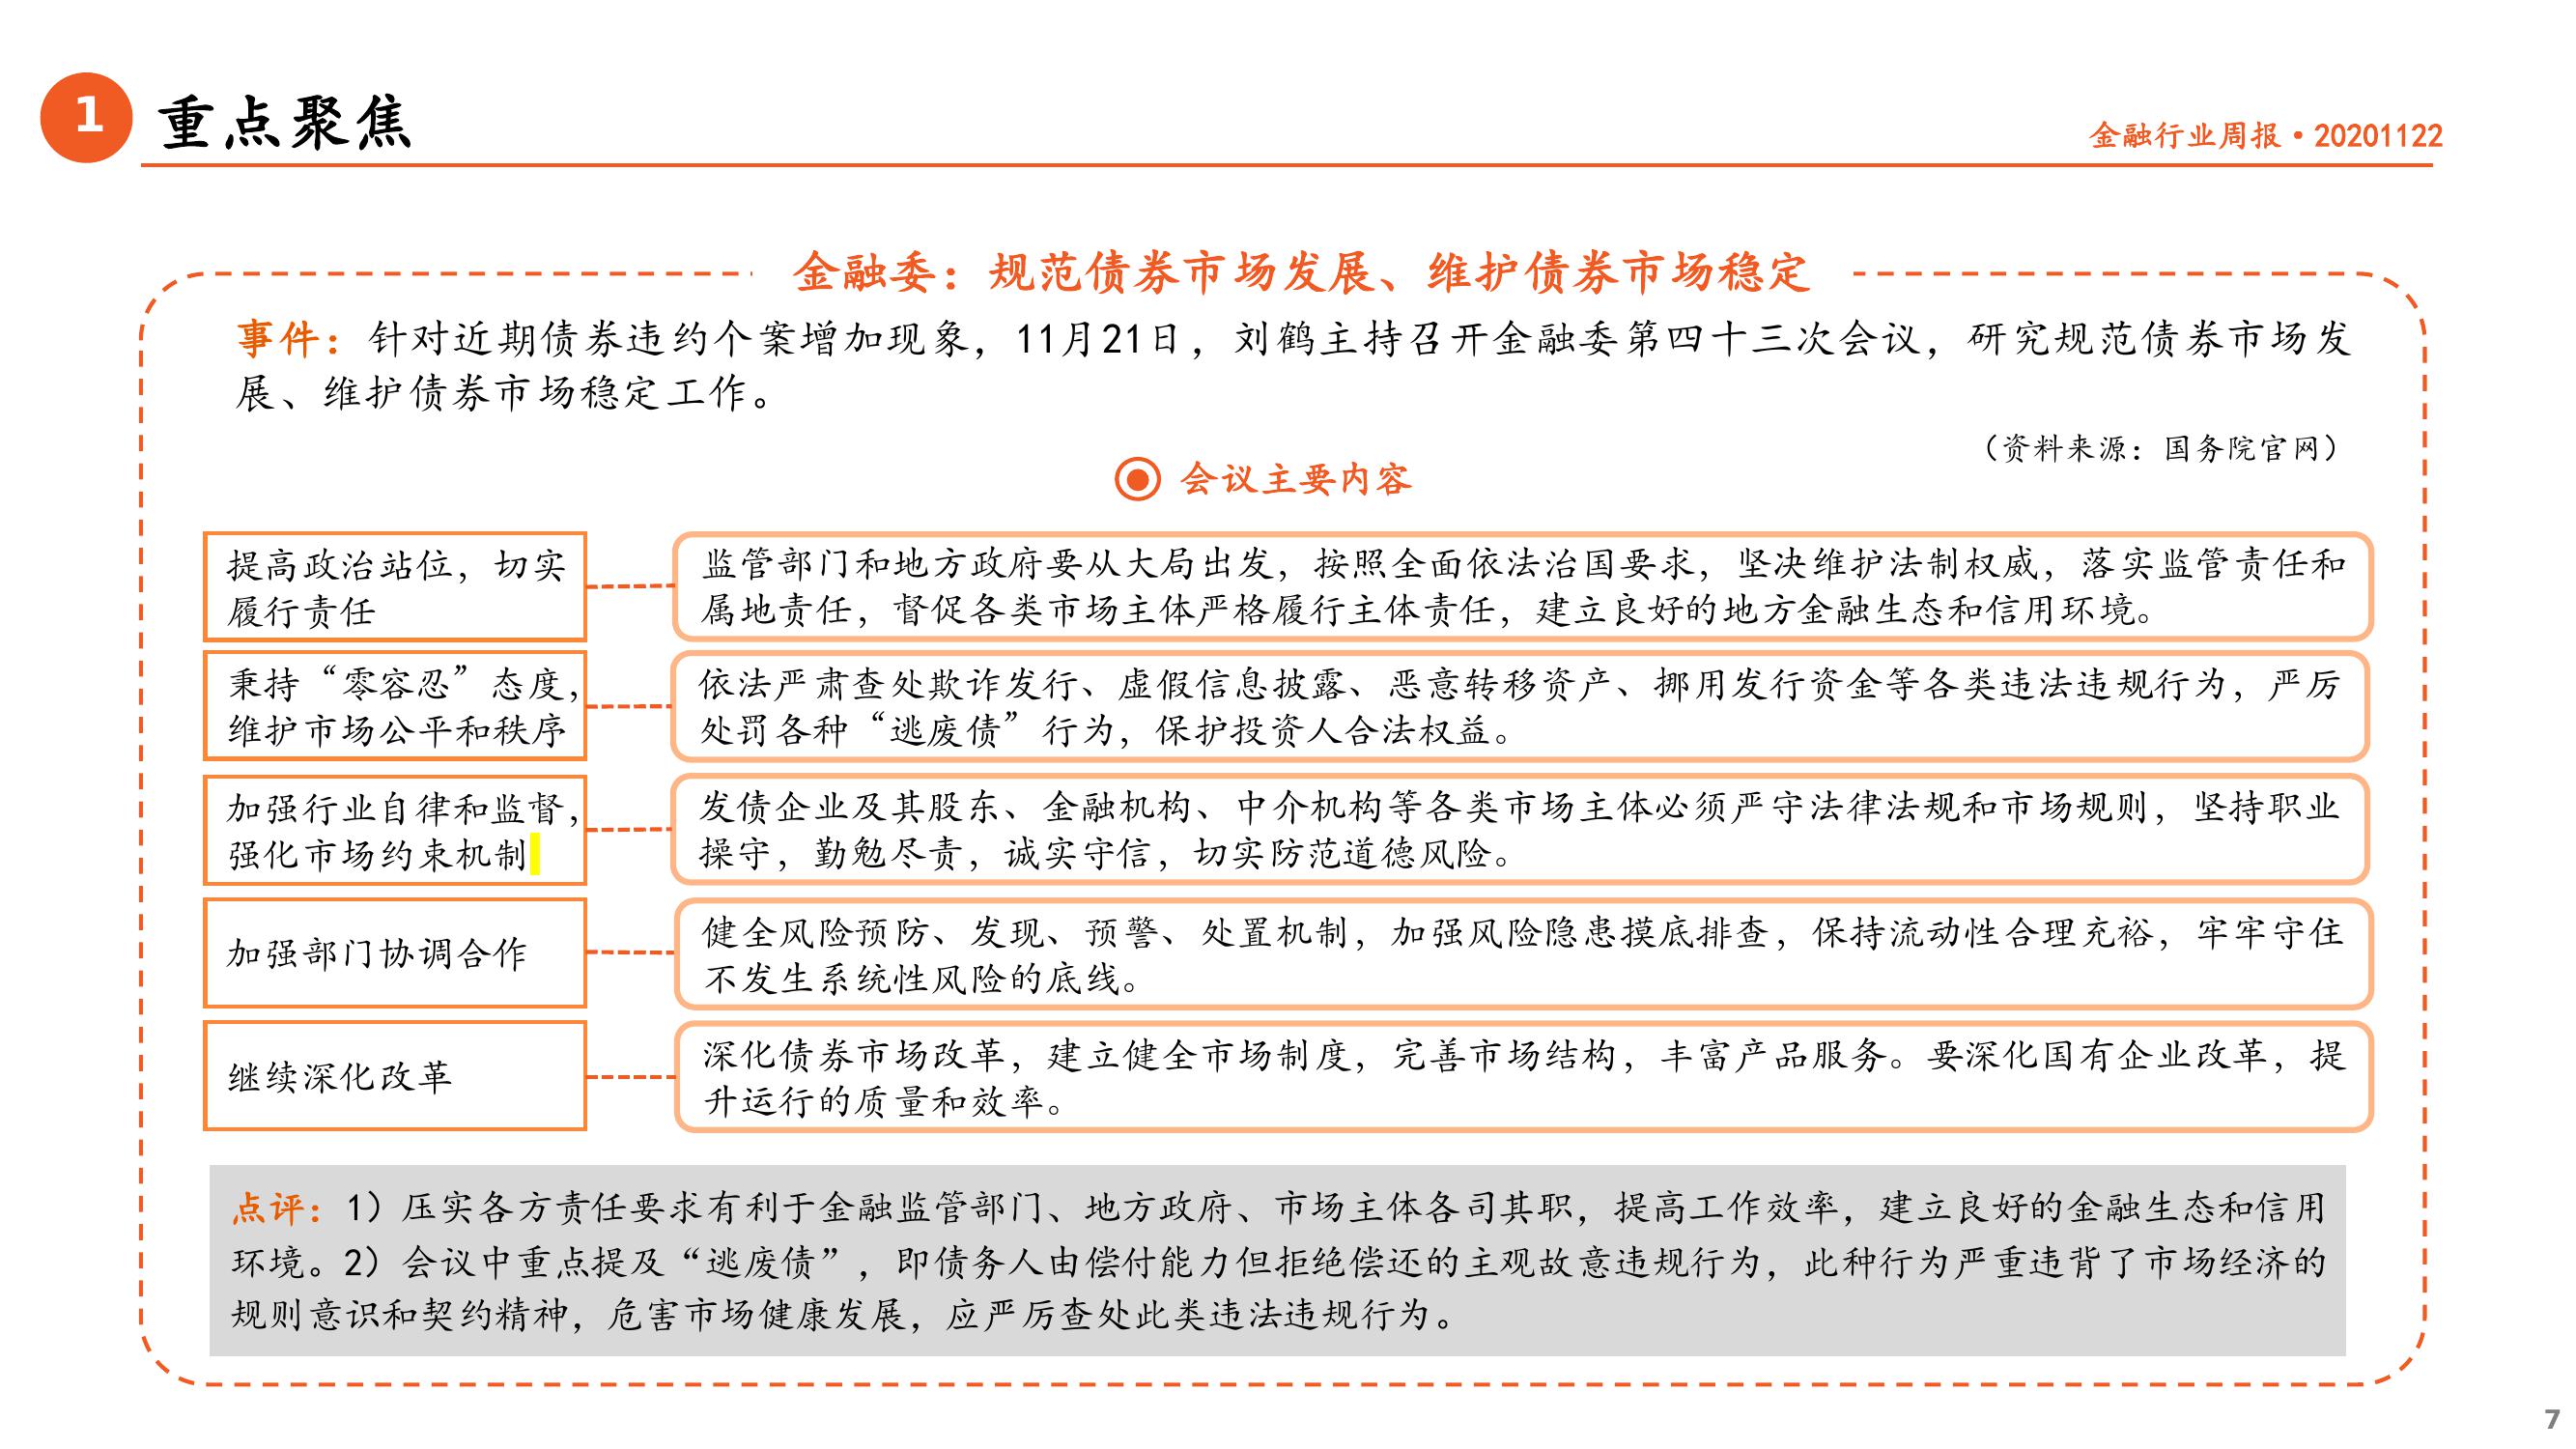 1
重点聚焦
金融行业周报·20201122
金融委：规范债券市场发展、维护债券市场稳定
事件：针对近期债券违约个案增加现象，11月21日，刘鹤主持召开金融委第四十三次会议，研究规范债券市场发
展、维护债券市场稳定工作。
（资料来源：国务院官网）
会议主要内容
提高政治站位，切实
履行责任
监管部门和地方政府要从大局出发，按照全面依法治国要求，坚决维护法制权威，落实监管责任和
属地责任，督促各类市场主体严格履行主体责任，建立良好的地方金融生态和信用环境。
秉持“零容忍”态度，
维护市场公平和秩序
依法严肃查处欺诈发行、虚假信息披露、恶意转移资产、挪用发行资金等各类违法违规行为，严厉
处罚各种“逃废债”行为，保护投资人合法权益。
加强行业自律和监督，
强化市场约束机制
发债企业及其股东、金融机构、中介机构等各类市场主体必须严守法律法规和市场规则，坚持职业
操守，勤勉尽责，诚实守信，切实防范道德风险。
加强部门协调合作
健全风险预防、发现、预警、处置机制，加强风险隐患摸底排查，保持流动性合理充裕，牢牢守住
不发生系统性风险的底线。
继续深化改革
深化债券市场改革，建立健全市场制度，完善市场结构，丰富产品服务。要深化国有企业改革，提
升运行的质量和效率。
点评：1）压实各方责任要求有利于金融监管部门、地方政府、市场主体各司其职，提高工作效率，建立良好的金融生态和信用
环境。2）会议中重点提及“逃废债”，即债务人由偿付能力但拒绝偿还的主观故意违规行为，此种行为严重违背了市场经济的
规则意识和契约精神，危害市场健康发展，应严厉查处此类违法违规行为。
7